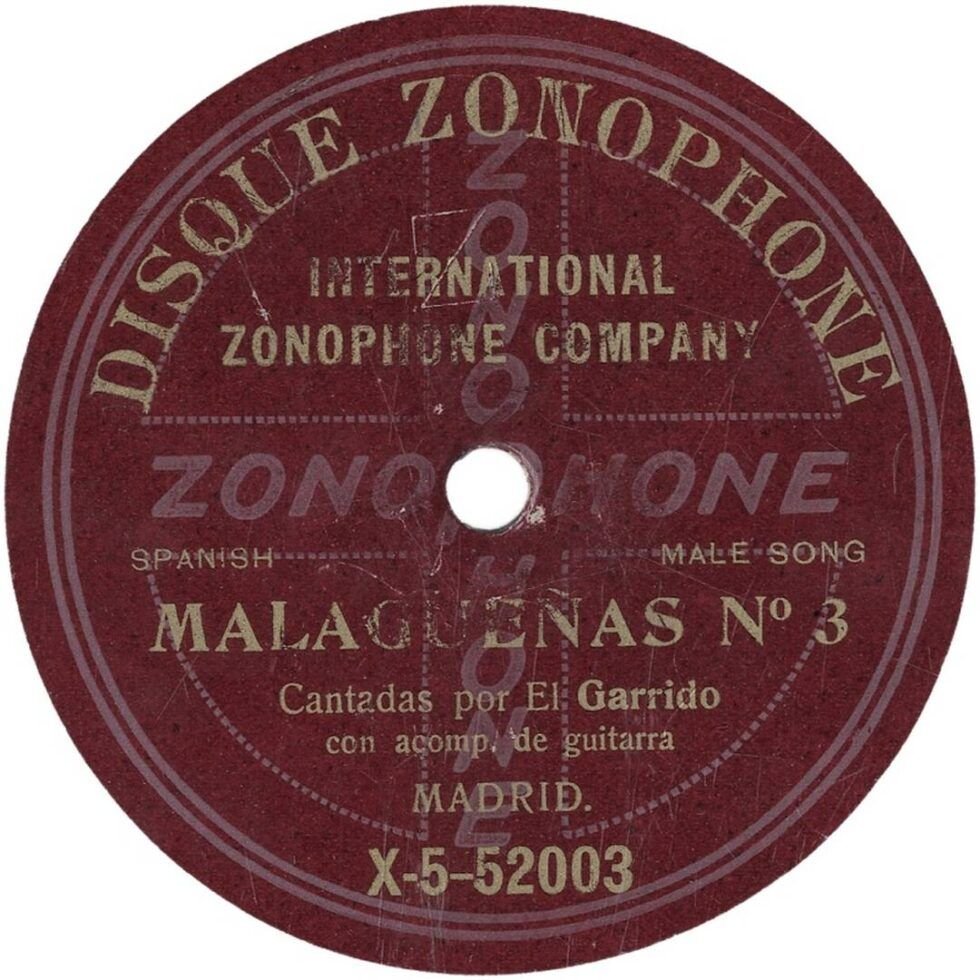 DISQUE ZONOPHONE
INTERNATIONAL
ZONOPHONE COMPANY
ZONOPHONE
ZONOPHONE
SPANISH
MALE SONG
MALAGUEÑAS Nº 3
Cantadas por El Garrido
con acomp. de guitarra
MADRID.
X-5-52003